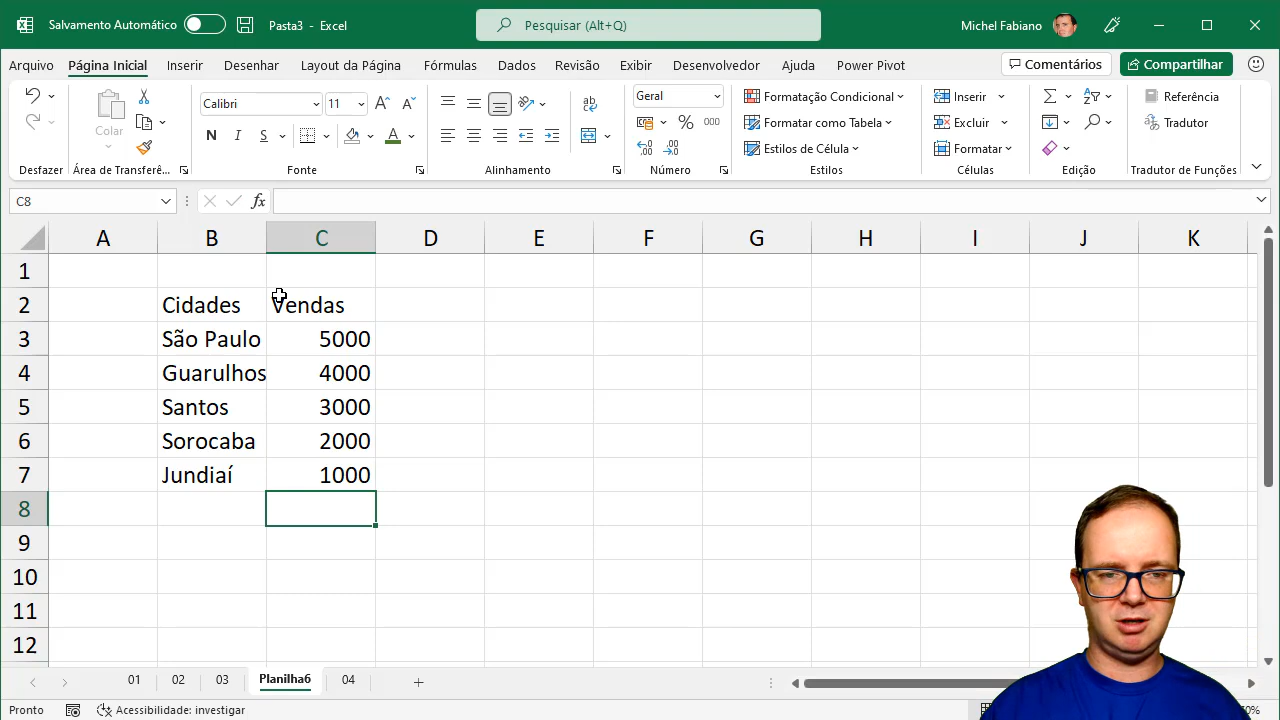 Salvamento Automático Pasta3 - Excel Pesquisar (Alt+Q) Michel Fabiano
Arquivo Página Inicial Inserir Desenhar Layout da Página Fórmulas Dados Revisão Exibir Desenvolvedor Ajuda Power Pivot Comentários Compartilhar
Colar
Calibri 11
N I S
Geral
% 000
Formatação Condicional
Formatar como Tabela
Estilos de Célula
Inserir
Excluir
Formatar
Referência
Tradutor
Desfazer Área de Transferê... Fonte Alinhamento Número Estilos Células Edição Tradutor de Funções
C8 fx
A B C D E F G H I J K
1
2 Cidades Vendas
3 São Paulo 5000
4 Guarulhos 4000
5 Santos 3000
6 Sorocaba 2000
7 Jundiaí 1000
8
9
10
11
12
01 02 03 Planilha6 04
Pronto Acessibilidade: investigar